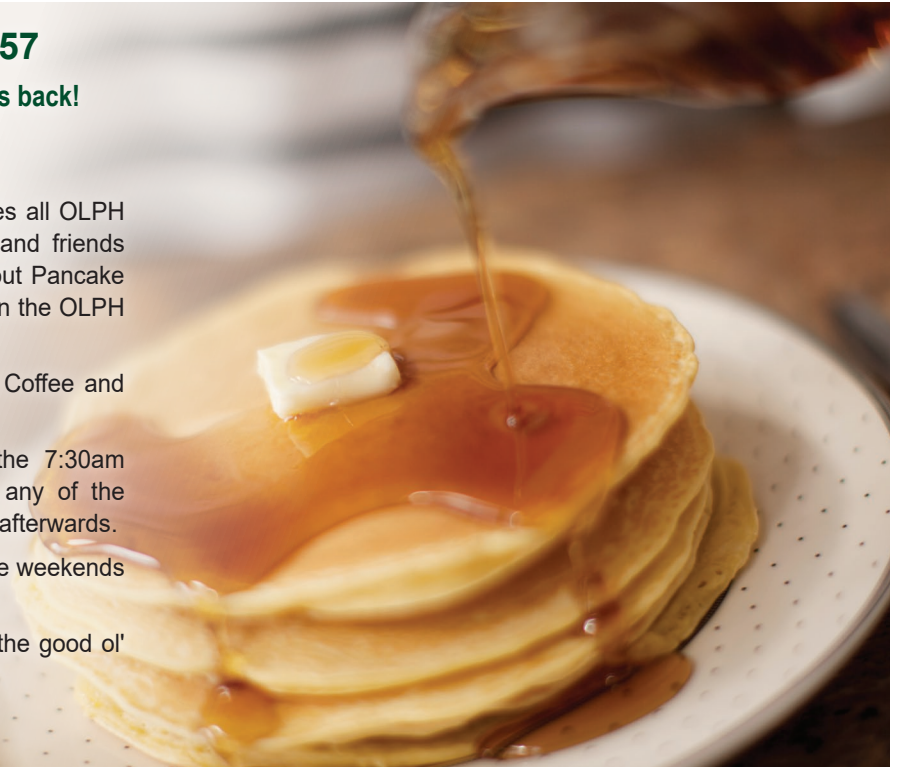 57
s back!
es all OLPH
and friends
out Pancake
n the OLPH
Coffee and
the 7:30am
any of the
afterwards.
e weekends
the good ol'